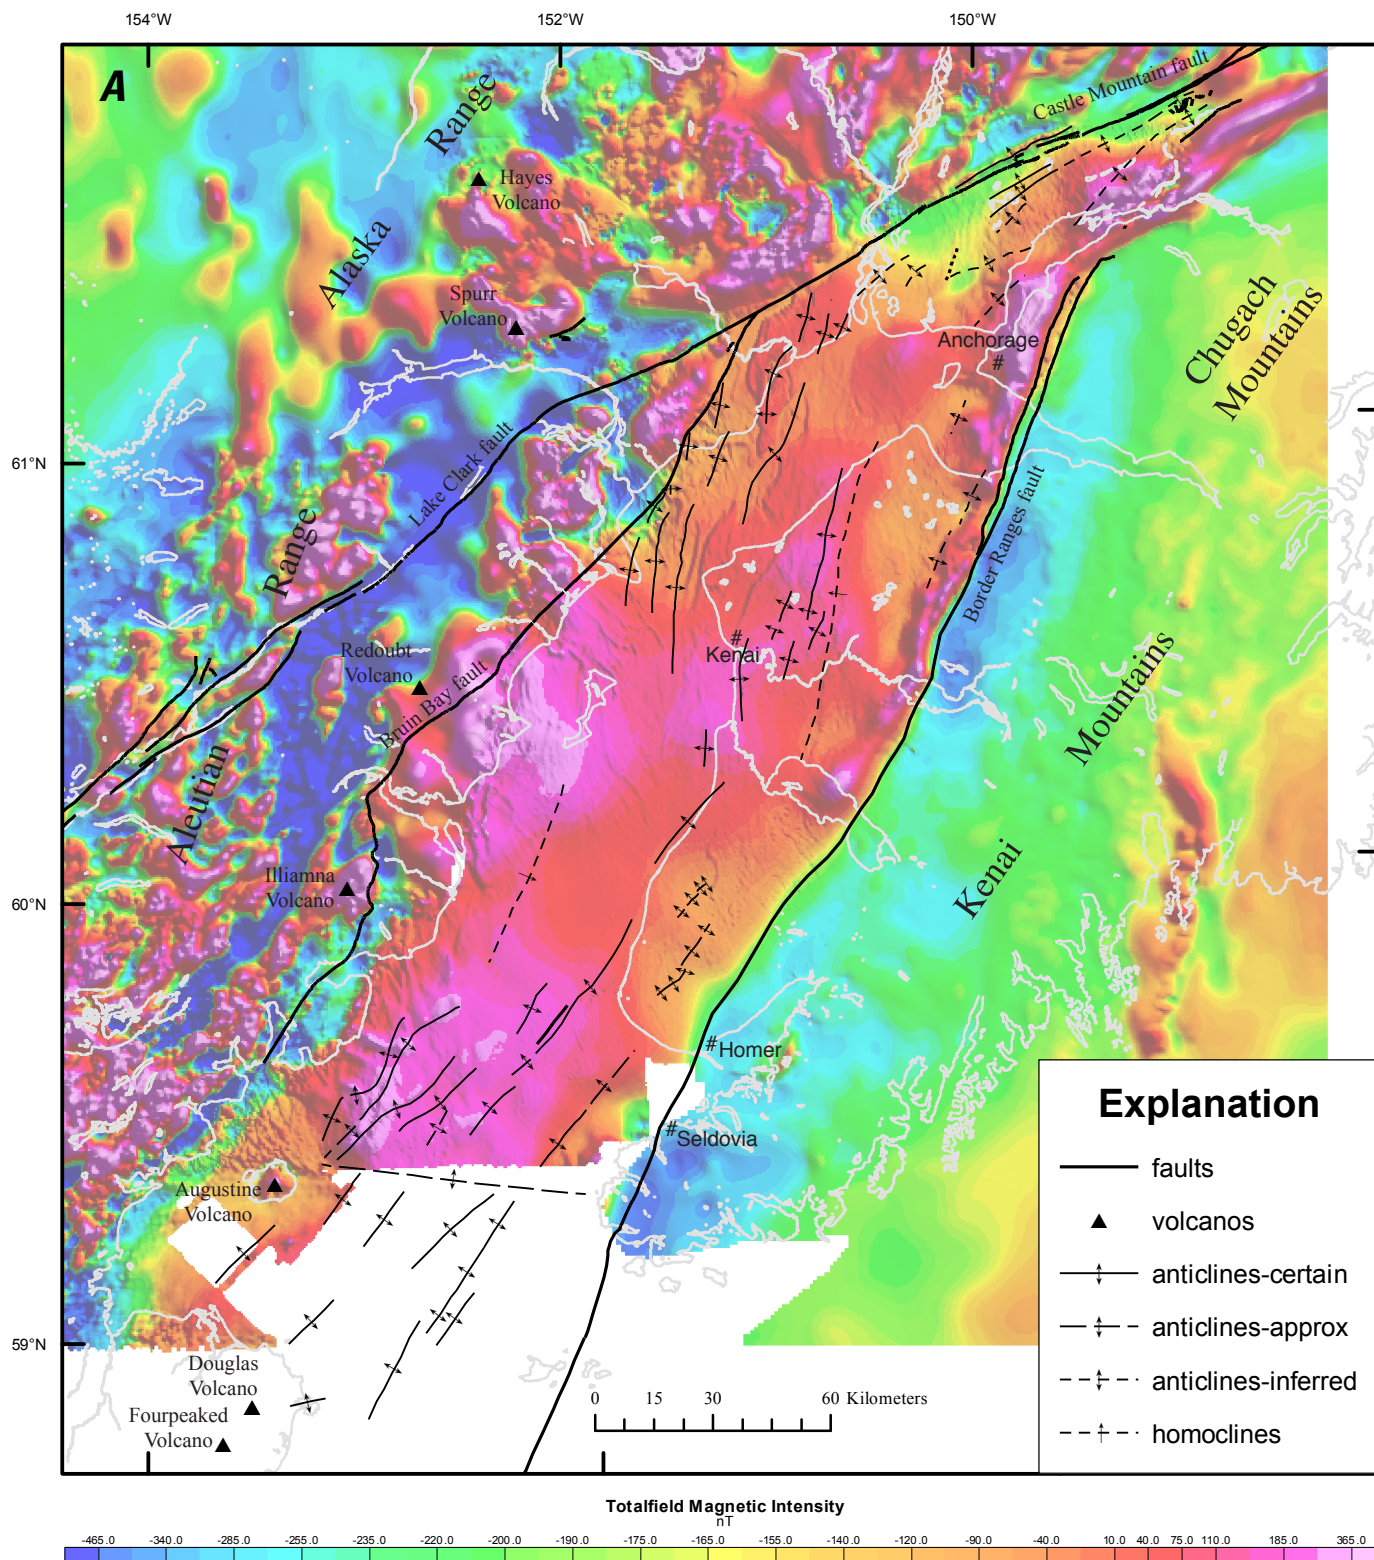 154°W
152°W
150°W
A
Castle Mountain fault
Range
Hayes
Volcano
Alaska
Spurr
Volcano
Chugach
Mountains
Anchorage
#
61°N
Lake Clark fault
Border Ranges fault
Range
Redoubt
Volcano
#
Kenai
Bruin Bay fault
Mountains
Aleutian
Kenai
Illiamna
Volcano
60°N
#Homer
#Seldovia
Augustine
Volcano
59°N
Douglas
Volcano
Fourpeaked
Volcano
0 15 30 60 Kilometers
Explanation
faults
volcanos
anticlines-certain
anticlines-approx
anticlines-inferred
homoclines
Totalfield Magnetic Intensity
nT
-465.0 -340.0 -285.0 -255.0 -235.0 -220.0 -200.0 -190.0 -175.0 -165.0 -155.0 -140.0 -120.0 -90.0 -40.0 10.0 40.0 75.0 110.0 185.0 365.0